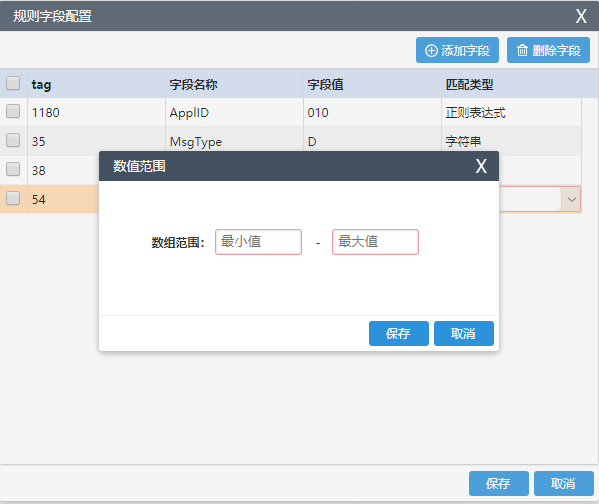 规则字段配置 X
添加字段 删除字段
tag 字段名称 字段值 匹配类型
1180 ApplID 010 正则表达式
35 MsgType D 字符串
38
54
数值范围 X
数组范围： 最小值 - 最大值
保存 取消
保存 取消